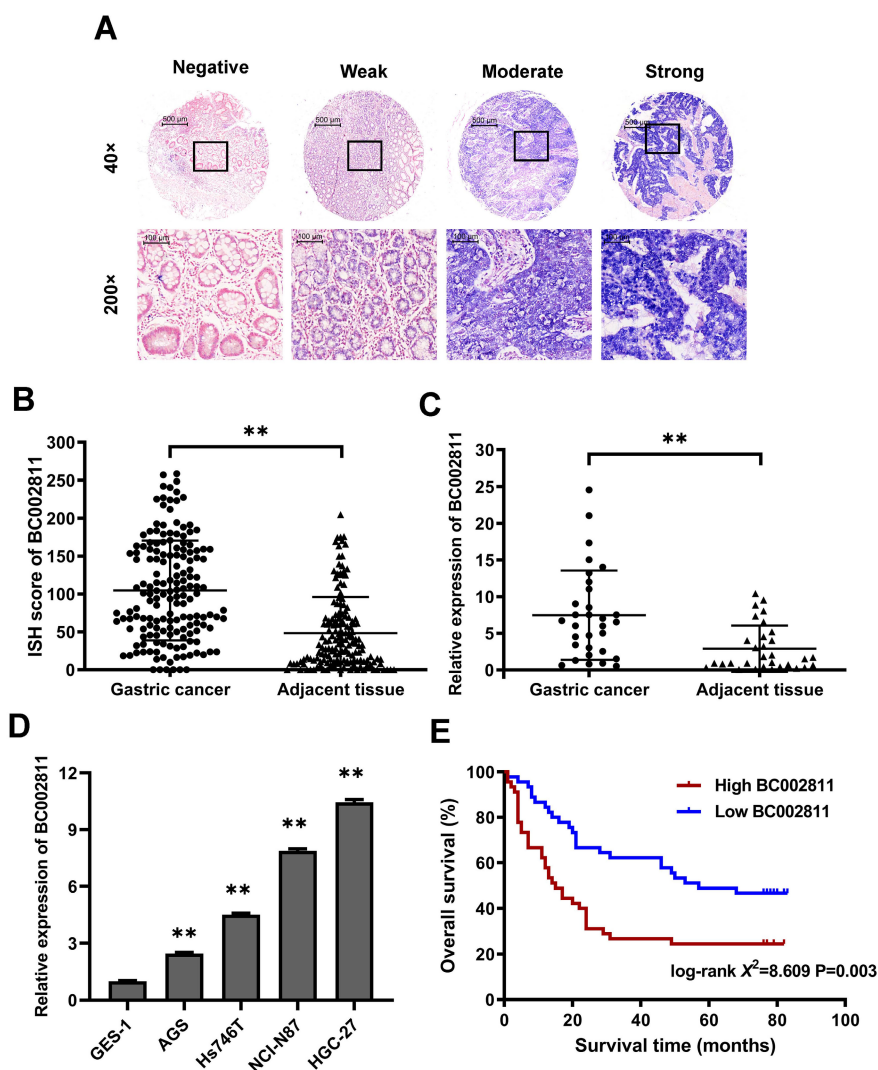 A
Negative Weak Moderate Strong
40×
500 μm 500 μm 500 μm 500 μm
200×
100 μm 100 μm 100 μm
B
ISH score of BC002811
300
250
200
150
100
50
0
**
Gastric cancer Adjacent tissue
C
Relative expression of BC002811
30
25
20
15
10
5
0
**
Gastric cancer Adjacent tissue
D
Relative expression of BC002811
12
9
6
3
0
** ** ** **
GES-1 AGS Hs746T NCI-N87 HGC-27
E
Overall survival (%)
100
80
60
40
20
0
High BC002811
Low BC002811
log-rank X²=8.609 P=0.003
0 20 40 60 80 100
Survival time (months)